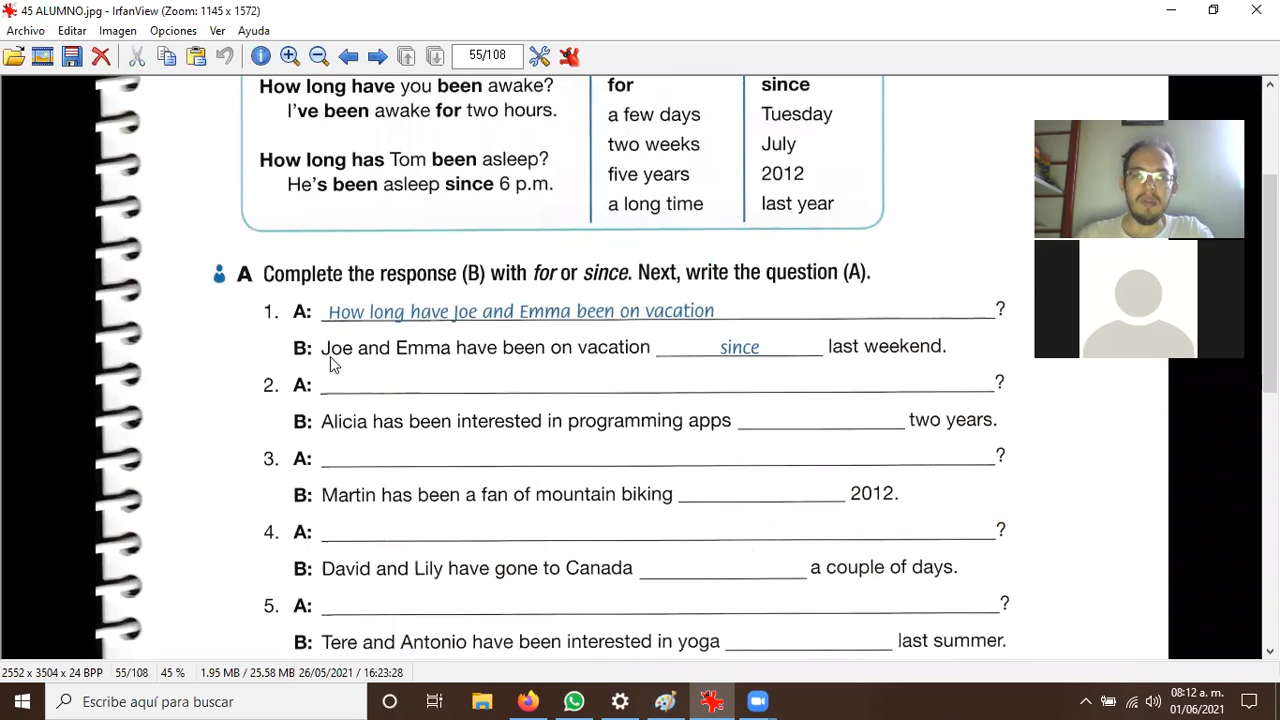 45 ALUMNO.jpg - IrfanView (Zoom: 1145 x 1572)
Archivo Editar Imagen Opciones Ver Ayuda
55/108
How long have you been awake?
I've been awake for two hours.
How long has Tom been asleep?
He's been asleep since 6 p.m.
for
a few days
two weeks
five years
a long time
since
Tuesday
July
2012
last year
A Complete the response (B) with for or since. Next, write the question (A).
1. A: How long have Joe and Emma been on vacation ?
B: Joe and Emma have been on vacation since last weekend.
2. A: ?
B: Alicia has been interested in programming apps two years.
3. A: ?
B: Martin has been a fan of mountain biking 2012.
4. A: ?
B: David and Lily have gone to Canada a couple of days.
5. A: ?
B: Tere and Antonio have been interested in yoga last summer.
2552 x 3504 x 24 BPP 55/108 45 % 1.95 MB / 25.58 MB 26/05/2021 / 16:23:28
Escribe aquí para buscar
08:12 a. m.
01/06/2021